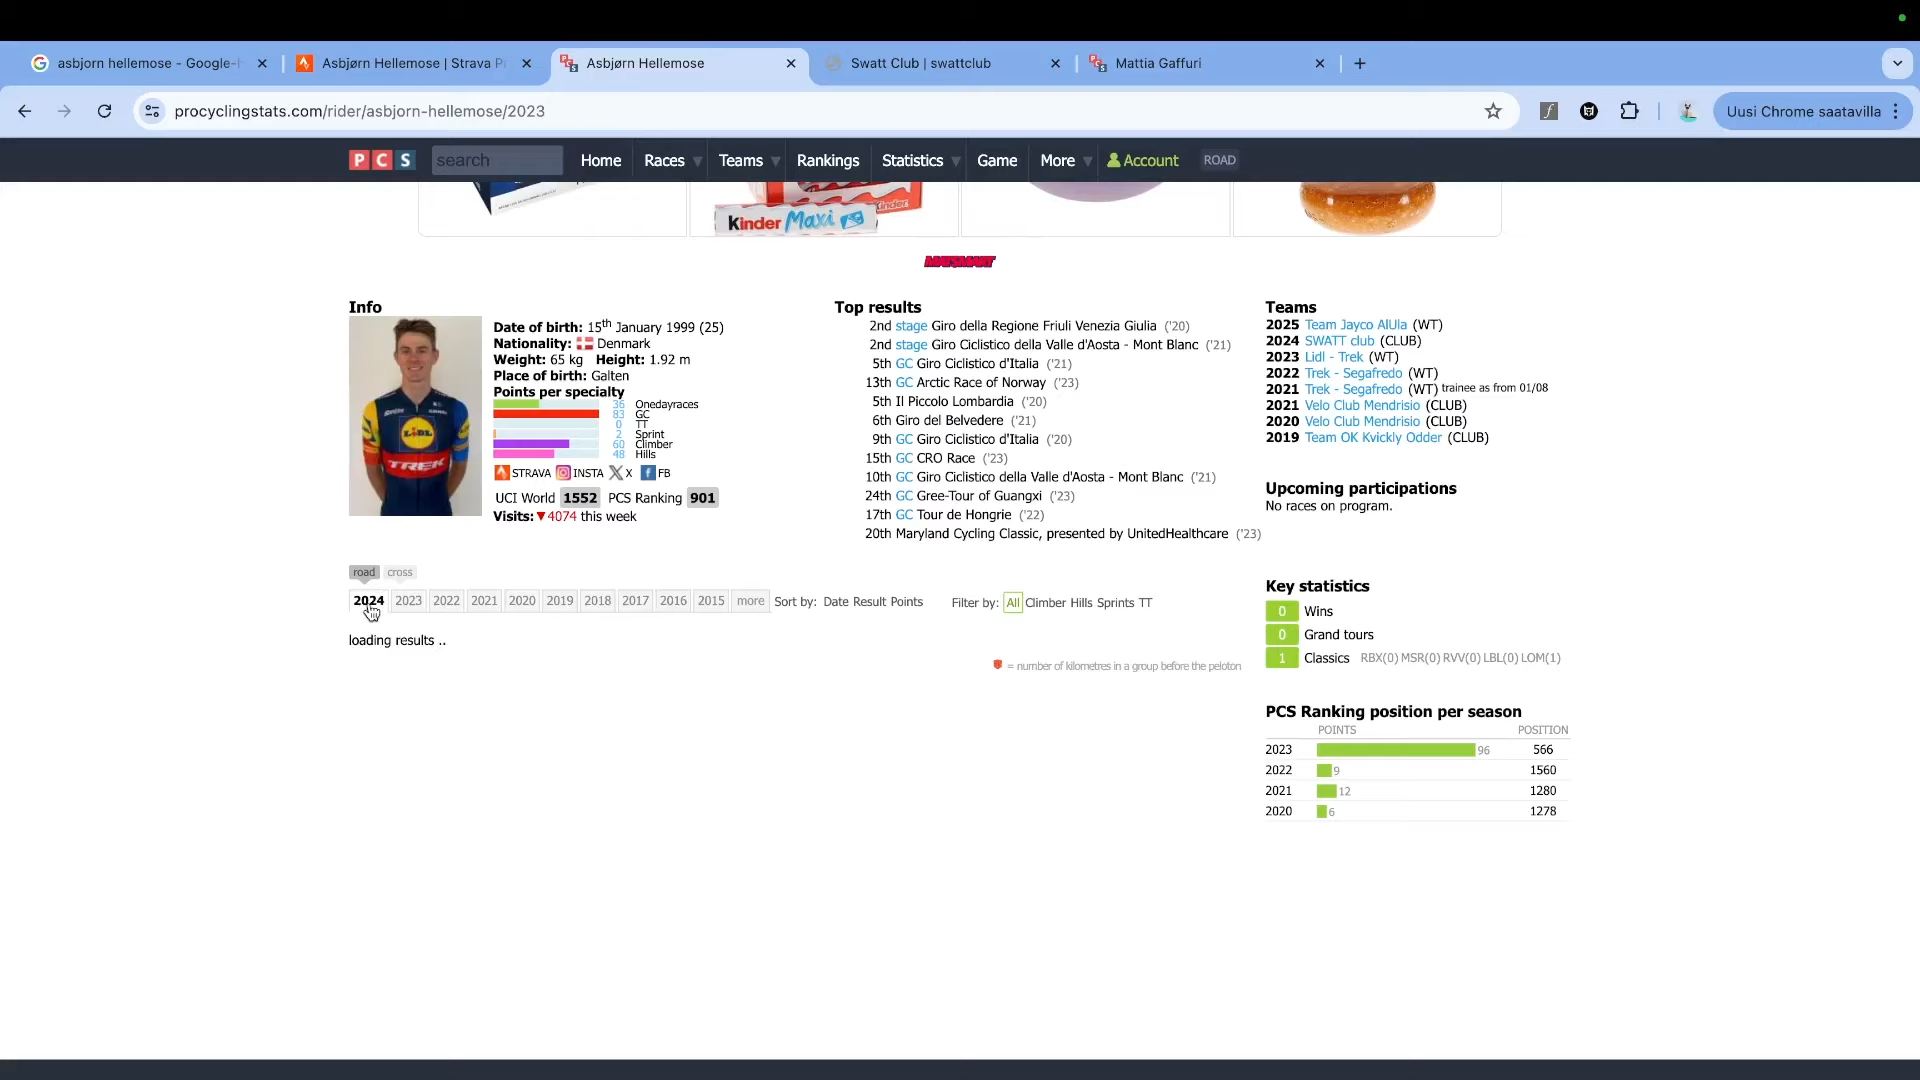 asbjorn hellemose - Google-h
Asbjørn Hellemose | Strava Pr
Asbjørn Hellemose
Swatt Club | swattclub
Mattia Gaffuri
procyclingstats.com/rider/asbjorn-hellemose/2023
Uusi Chrome saatavilla
PCS
search
Home
Races
Teams
Rankings
Statistics
Game
More
Account
ROAD
Kinder Maxi
Kinder
MATSMART
Info
Date of birth: 15th January 1999 (25)
Nationality: Denmark
Weight: 65 kg Height: 1.92 m
Place of birth: Galten
Points per specialty
36 Onedayraces
83 GC
0 TT
2 Sprint
60 Climber
48 Hills
STRAVA INSTA X FB
UCI World 1552 PCS Ranking 901
Visits: ▼4074 this week
LIDL
TREK
Top results
2nd stage Giro della Regione Friuli Venezia Giulia ('20)
2nd stage Giro Ciclistico della Valle d'Aosta - Mont Blanc ('21)
5th GC Giro Ciclistico d'Italia ('21)
13th GC Arctic Race of Norway ('23)
5th Il Piccolo Lombardia ('20)
6th Giro del Belvedere ('21)
9th GC Giro Ciclistico d'Italia ('20)
15th GC CRO Race ('23)
10th GC Giro Ciclistico della Valle d'Aosta - Mont Blanc ('21)
24th GC Gree-Tour of Guangxi ('23)
17th GC Tour de Hongrie ('22)
20th Maryland Cycling Classic, presented by UnitedHealthcare ('23)
Teams
2025 Team Jayco AlUla (WT)
2024 SWATT club (CLUB)
2023 Lidl - Trek (WT)
2022 Trek - Segafredo (WT)
2021 Trek - Segafredo (WT) trainee as from 01/08
2021 Velo Club Mendrisio (CLUB)
2020 Velo Club Mendrisio (CLUB)
2019 Team OK Kvickly Odder (CLUB)
Upcoming participations
No races on program.
road cross
2024 2023 2022 2021 2020 2019 2018 2017 2016 2015 more Sort by: Date Result Points Filter by: All Climber Hills Sprints TT
loading results ..
= number of kilometres in a group before the peloton
Key statistics
0 Wins
0 Grand tours
1 Classics RBX(0) MSR(0) RVV(0) LBL(0) LOM(1)
PCS Ranking position per season
POINTS POSITION
2023 96 566
2022 9 1560
2021 12 1280
2020 6 1278